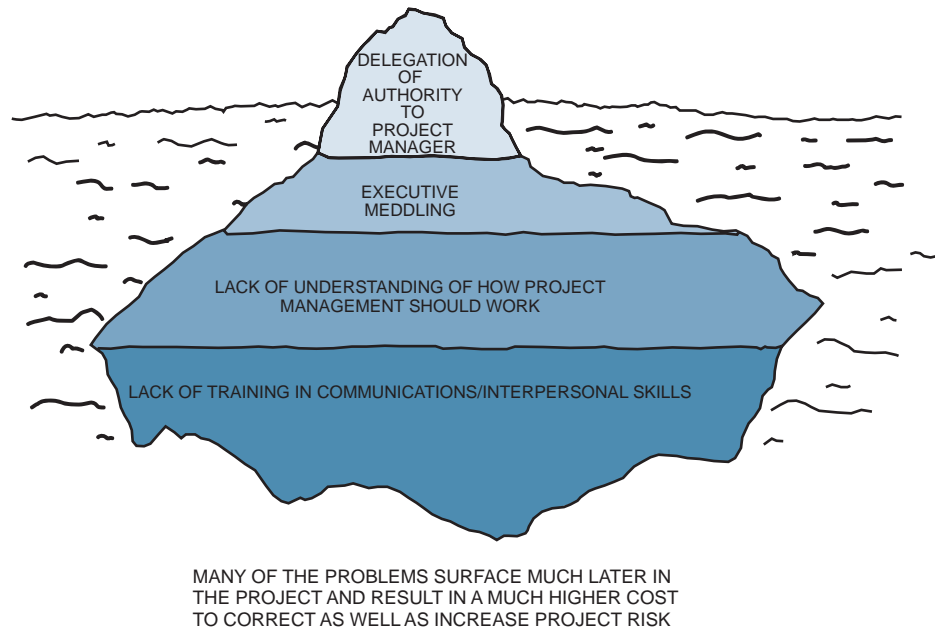 DELEGATION
OF
AUTHORITY
TO
PROJECT
MANAGER
EXECUTIVE
MEDDLING
LACK OF UNDERSTANDING OF HOW PROJECT
MANAGEMENT SHOULD WORK
LACK OF TRAINING IN COMMUNICATIONS/INTERPERSONAL SKILLS
MANY OF THE PROBLEMS SURFACE MUCH LATER IN
THE PROJECT AND RESULT IN A MUCH HIGHER COST
TO CORRECT AS WELL AS INCREASE PROJECT RISK